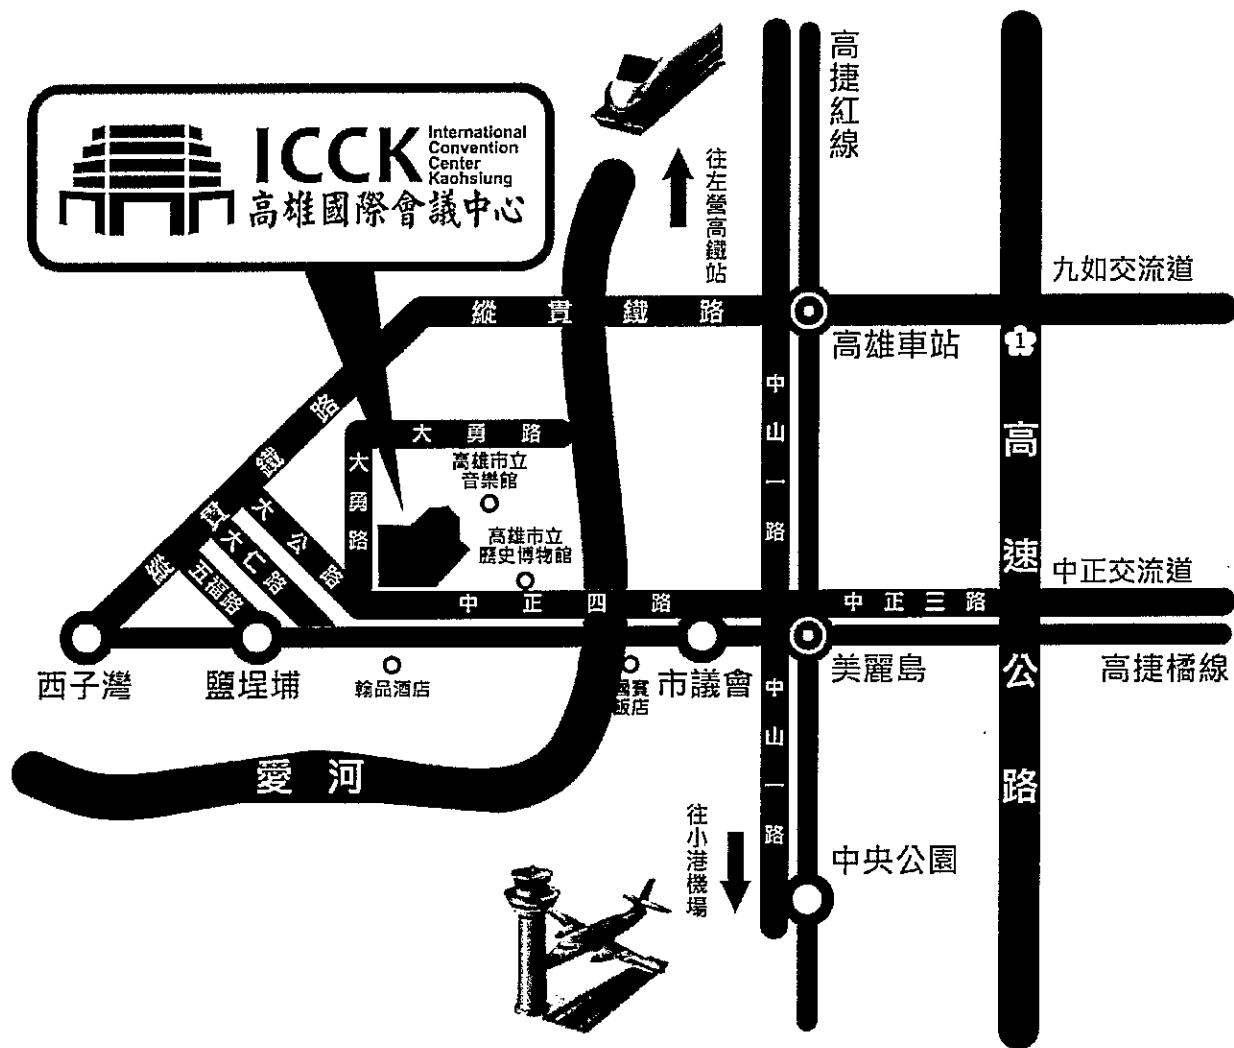 ICCK
International
Convention
Center
Kaohsiung
高雄國際會議中心
高捷紅線
往左營高鐵站
九如交流道
縱貫鐵路
高雄車站
1
高速公路
中山一路
縱貫鐵路
大勇路
大勇路
高雄市立
音樂館
高雄市立
歷史博物館
大公路
大仁路
五福路
中正四路
中正三路
中正交流道
西子灣
鹽埕埔
翰品酒店
國賓
飯店
市議會
美麗島
高捷橘線
中山一路
愛河
往小港機場
中央公園